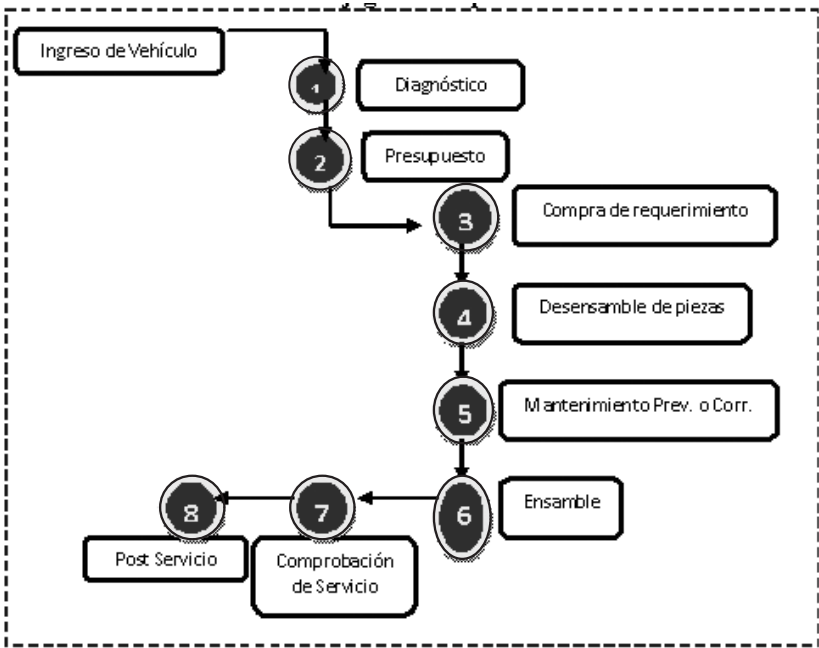 Ingreso de Vehículo
1
Diagnóstico
2
Presupuesto
3
Compra de requerimiento
4
Desensamble de piezas
5
Mantenimiento Prev. o Corr.
6
Ensamble
7
Comprobación
de Servicio
8
Post Servicio